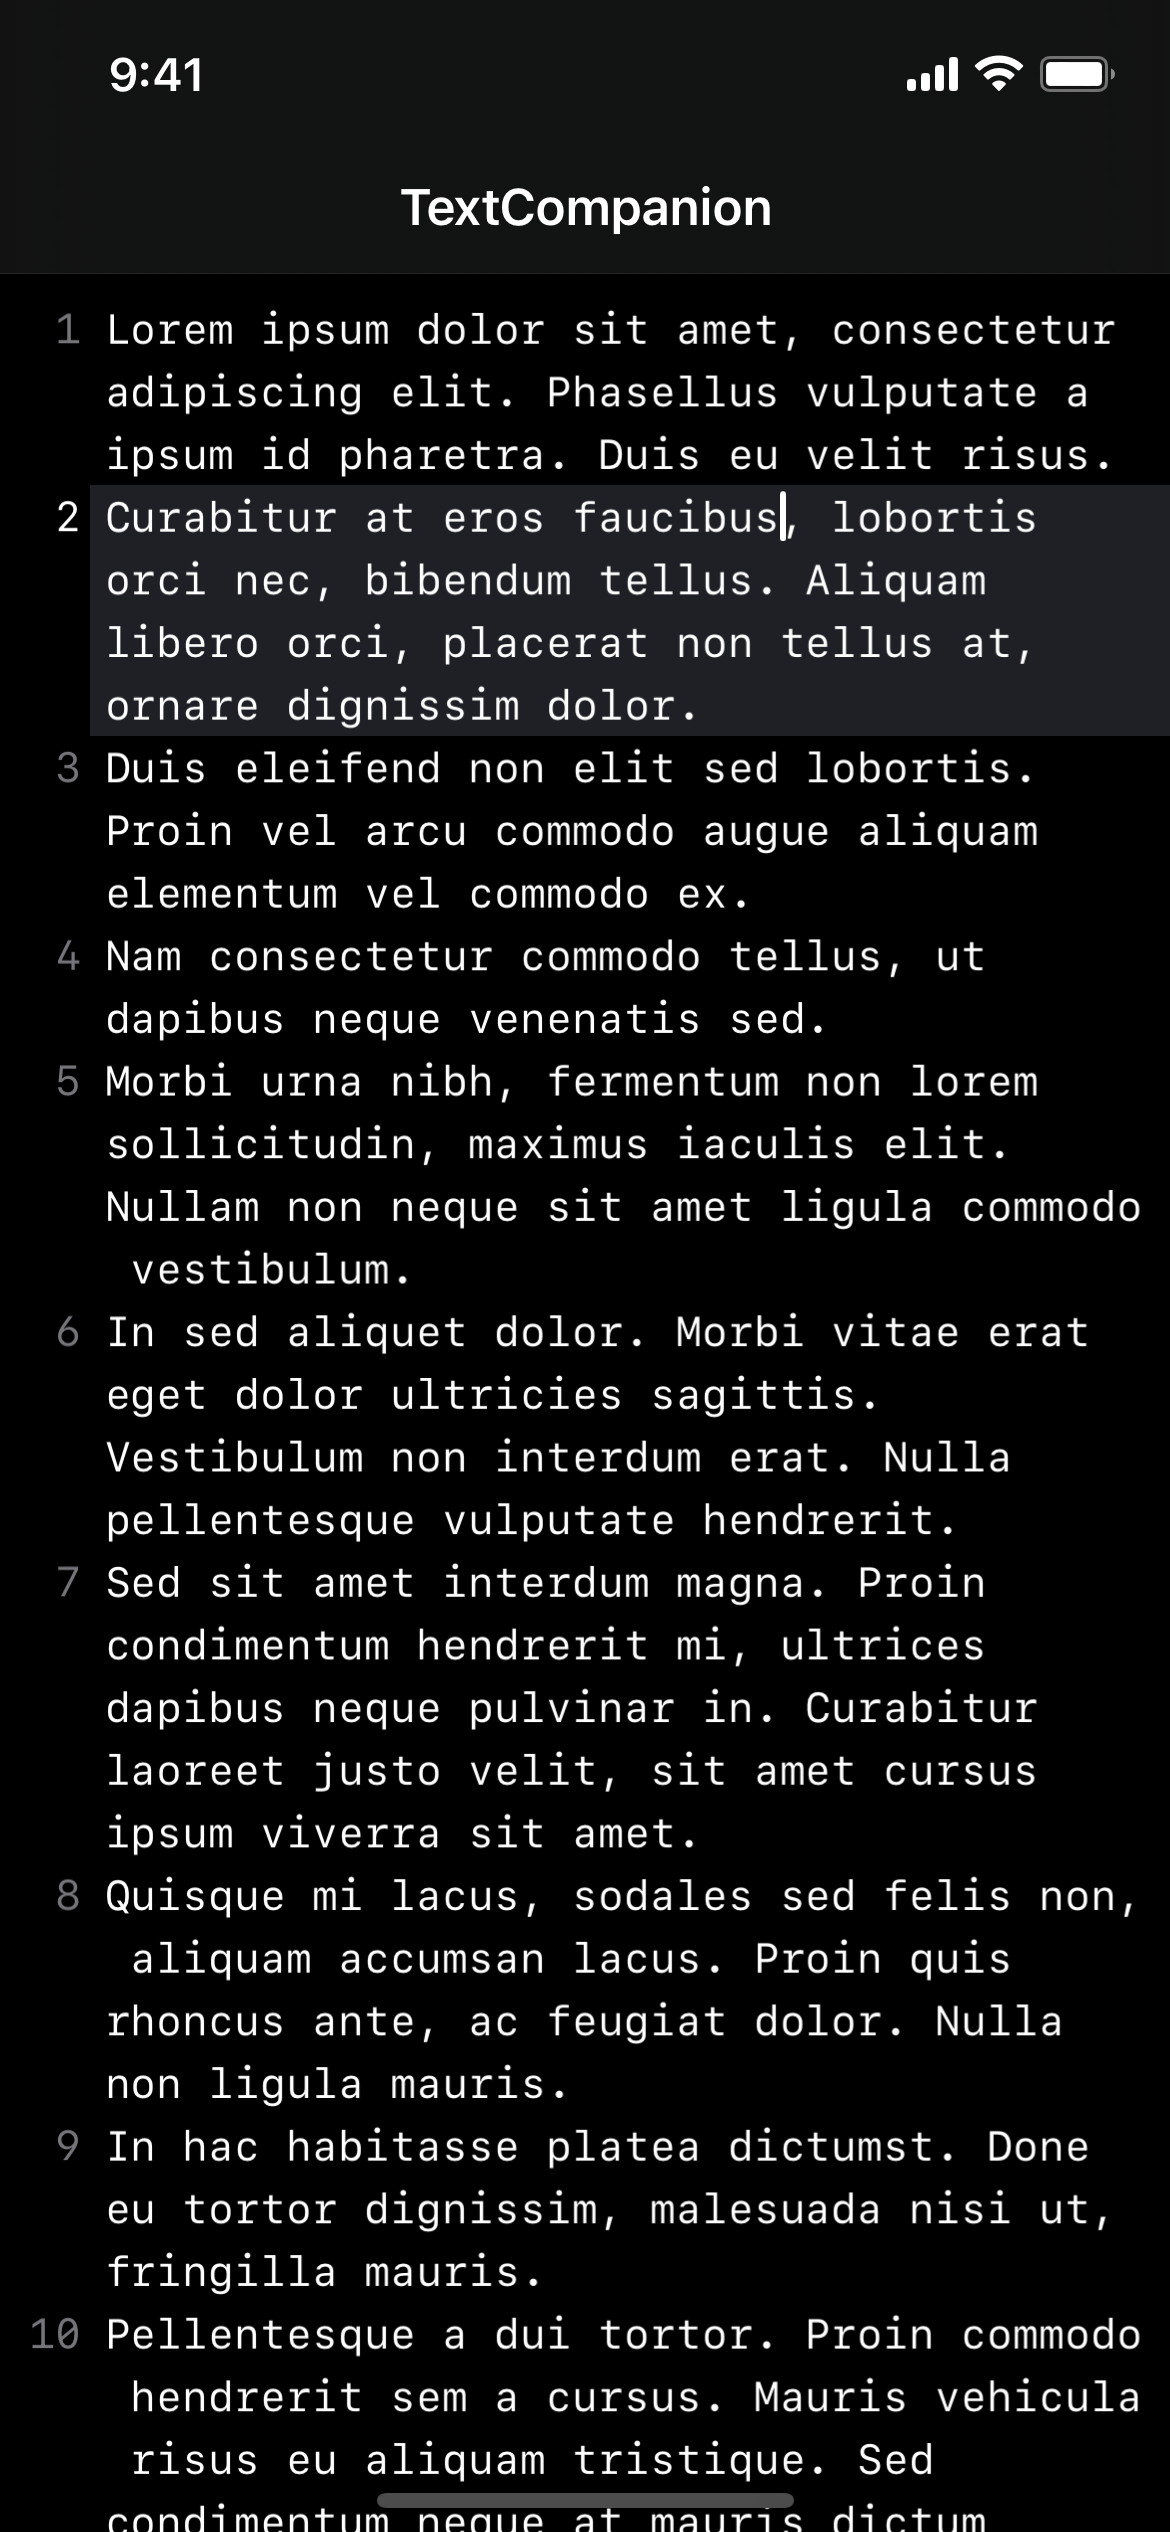 9:41
TextCompanion
1 Lorem ipsum dolor sit amet, consectetur
adipiscing elit. Phasellus vulputate a
ipsum id pharetra. Duis eu velit risus.
2 Curabitur at eros faucibus, lobortis
orci nec, bibendum tellus. Aliquam
libero orci, placerat non tellus at,
ornare dignissim dolor.
3 Duis eleifend non elit sed lobortis.
Proin vel arcu commodo augue aliquam
elementum vel commodo ex.
4 Nam consectetur commodo tellus, ut
dapibus neque venenatis sed.
5 Morbi urna nibh, fermentum non lorem
sollicitudin, maximus iaculis elit.
Nullam non neque sit amet ligula commodo
vestibulum.
6 In sed aliquet dolor. Morbi vitae erat
eget dolor ultricies sagittis.
Vestibulum non interdum erat. Nulla
pellentesque vulputate hendrerit.
7 Sed sit amet interdum magna. Proin
condimentum hendrerit mi, ultrices
dapibus neque pulvinar in. Curabitur
laoreet justo velit, sit amet cursus
ipsum viverra sit amet.
8 Quisque mi lacus, sodales sed felis non,
aliquam accumsan lacus. Proin quis
rhoncus ante, ac feugiat dolor. Nulla
non ligula mauris.
9 In hac habitasse platea dictumst. Done
eu tortor dignissim, malesuada nisi ut,
fringilla mauris.
10 Pellentesque a dui tortor. Proin commodo
hendrerit sem a cursus. Mauris vehicula
risus eu aliquam tristique. Sed
condimentum neque at mauris dictum